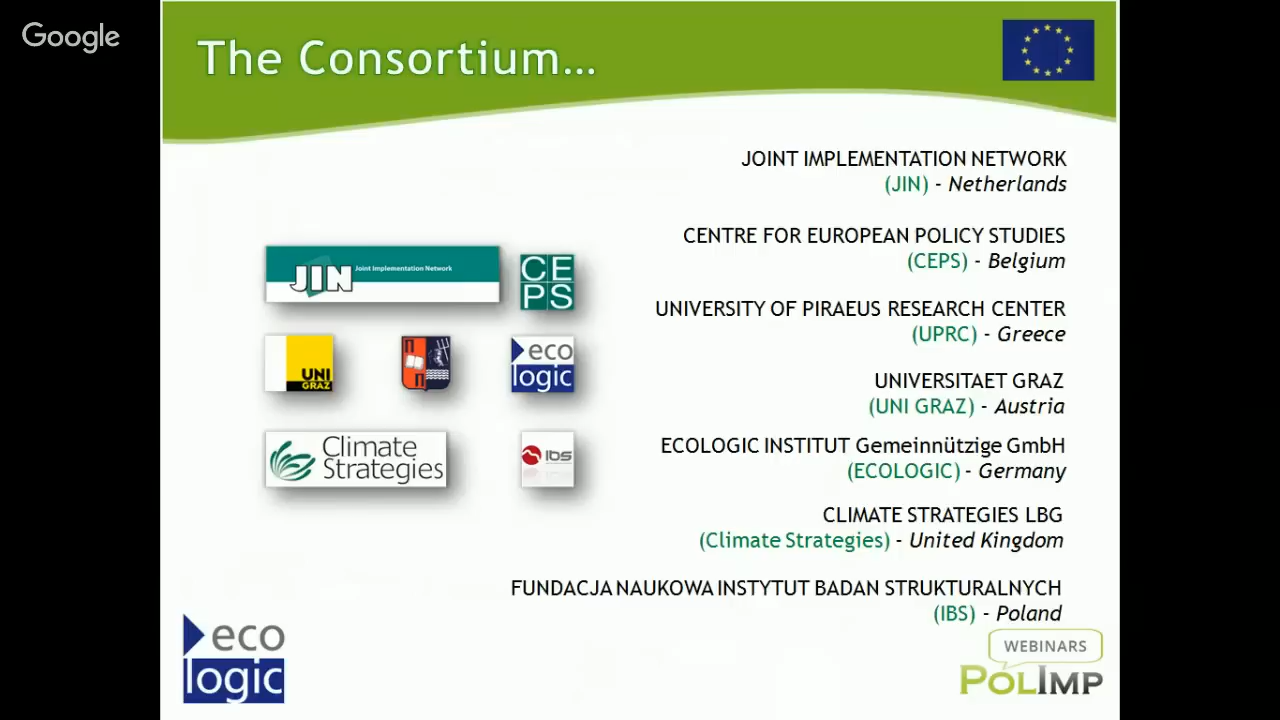 Google
The Consortium...
JOINT IMPLEMENTATION NETWORK
(JIN) - Netherlands
CENTRE FOR EUROPEAN POLICY STUDIES
(CEPS) - Belgium
UNIVERSITY OF PIRAEUS RESEARCH CENTER
(UPRC) - Greece
UNIVERSITAET GRAZ
(UNI GRAZ) - Austria
ECOLOGIC INSTITUT Gemeinnützige GmbH
(ECOLOGIC) - Germany
CLIMATE STRATEGIES LBG
(Climate Strategies) - United Kingdom
FUNDACJA NAUKOWA INSTYTUT BADAN STRUKTURALNYCH
(IBS) - Poland
JIN Joint Implementation Network
CE
PS
UNI
GRAZ
Π
Π
eco
logic
Climate
Strategies
IBS
eco
logic
WEBINARS
POLIMP